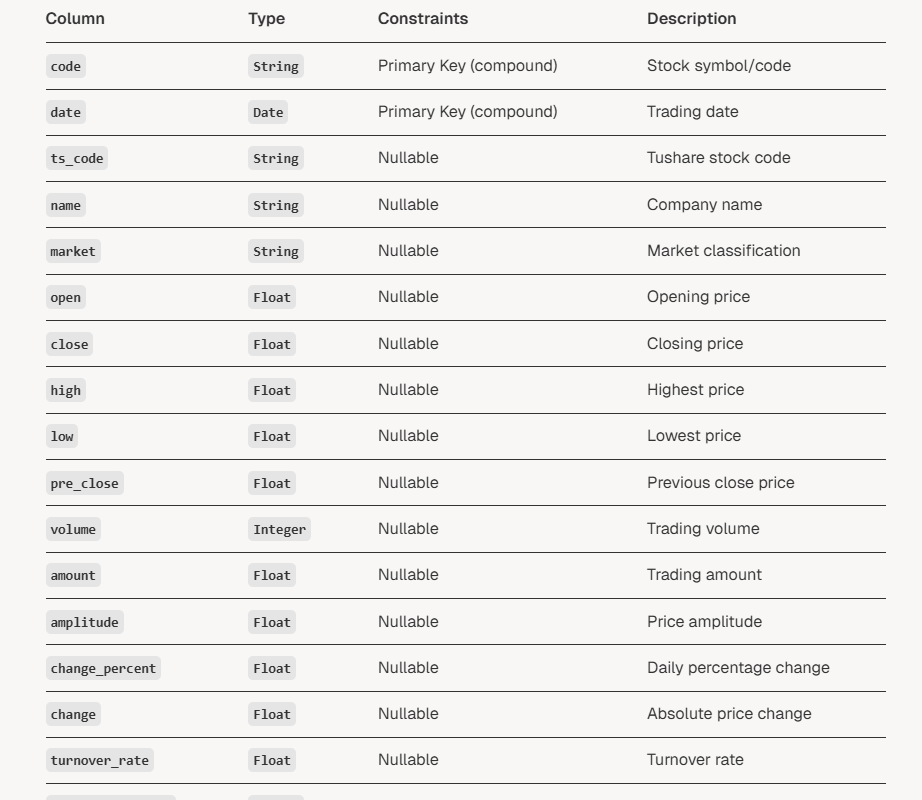 Column Type Constraints Description
code String Primary Key (compound) Stock symbol/code
date Date Primary Key (compound) Trading date
ts_code String Nullable Tushare stock code
name String Nullable Company name
market String Nullable Market classification
open Float Nullable Opening price
close Float Nullable Closing price
high Float Nullable Highest price
low Float Nullable Lowest price
pre_close Float Nullable Previous close price
volume Integer Nullable Trading volume
amount Float Nullable Trading amount
amplitude Float Nullable Price amplitude
change_percent Float Nullable Daily percentage change
change Float Nullable Absolute price change
turnover_rate Float Nullable Turnover rate